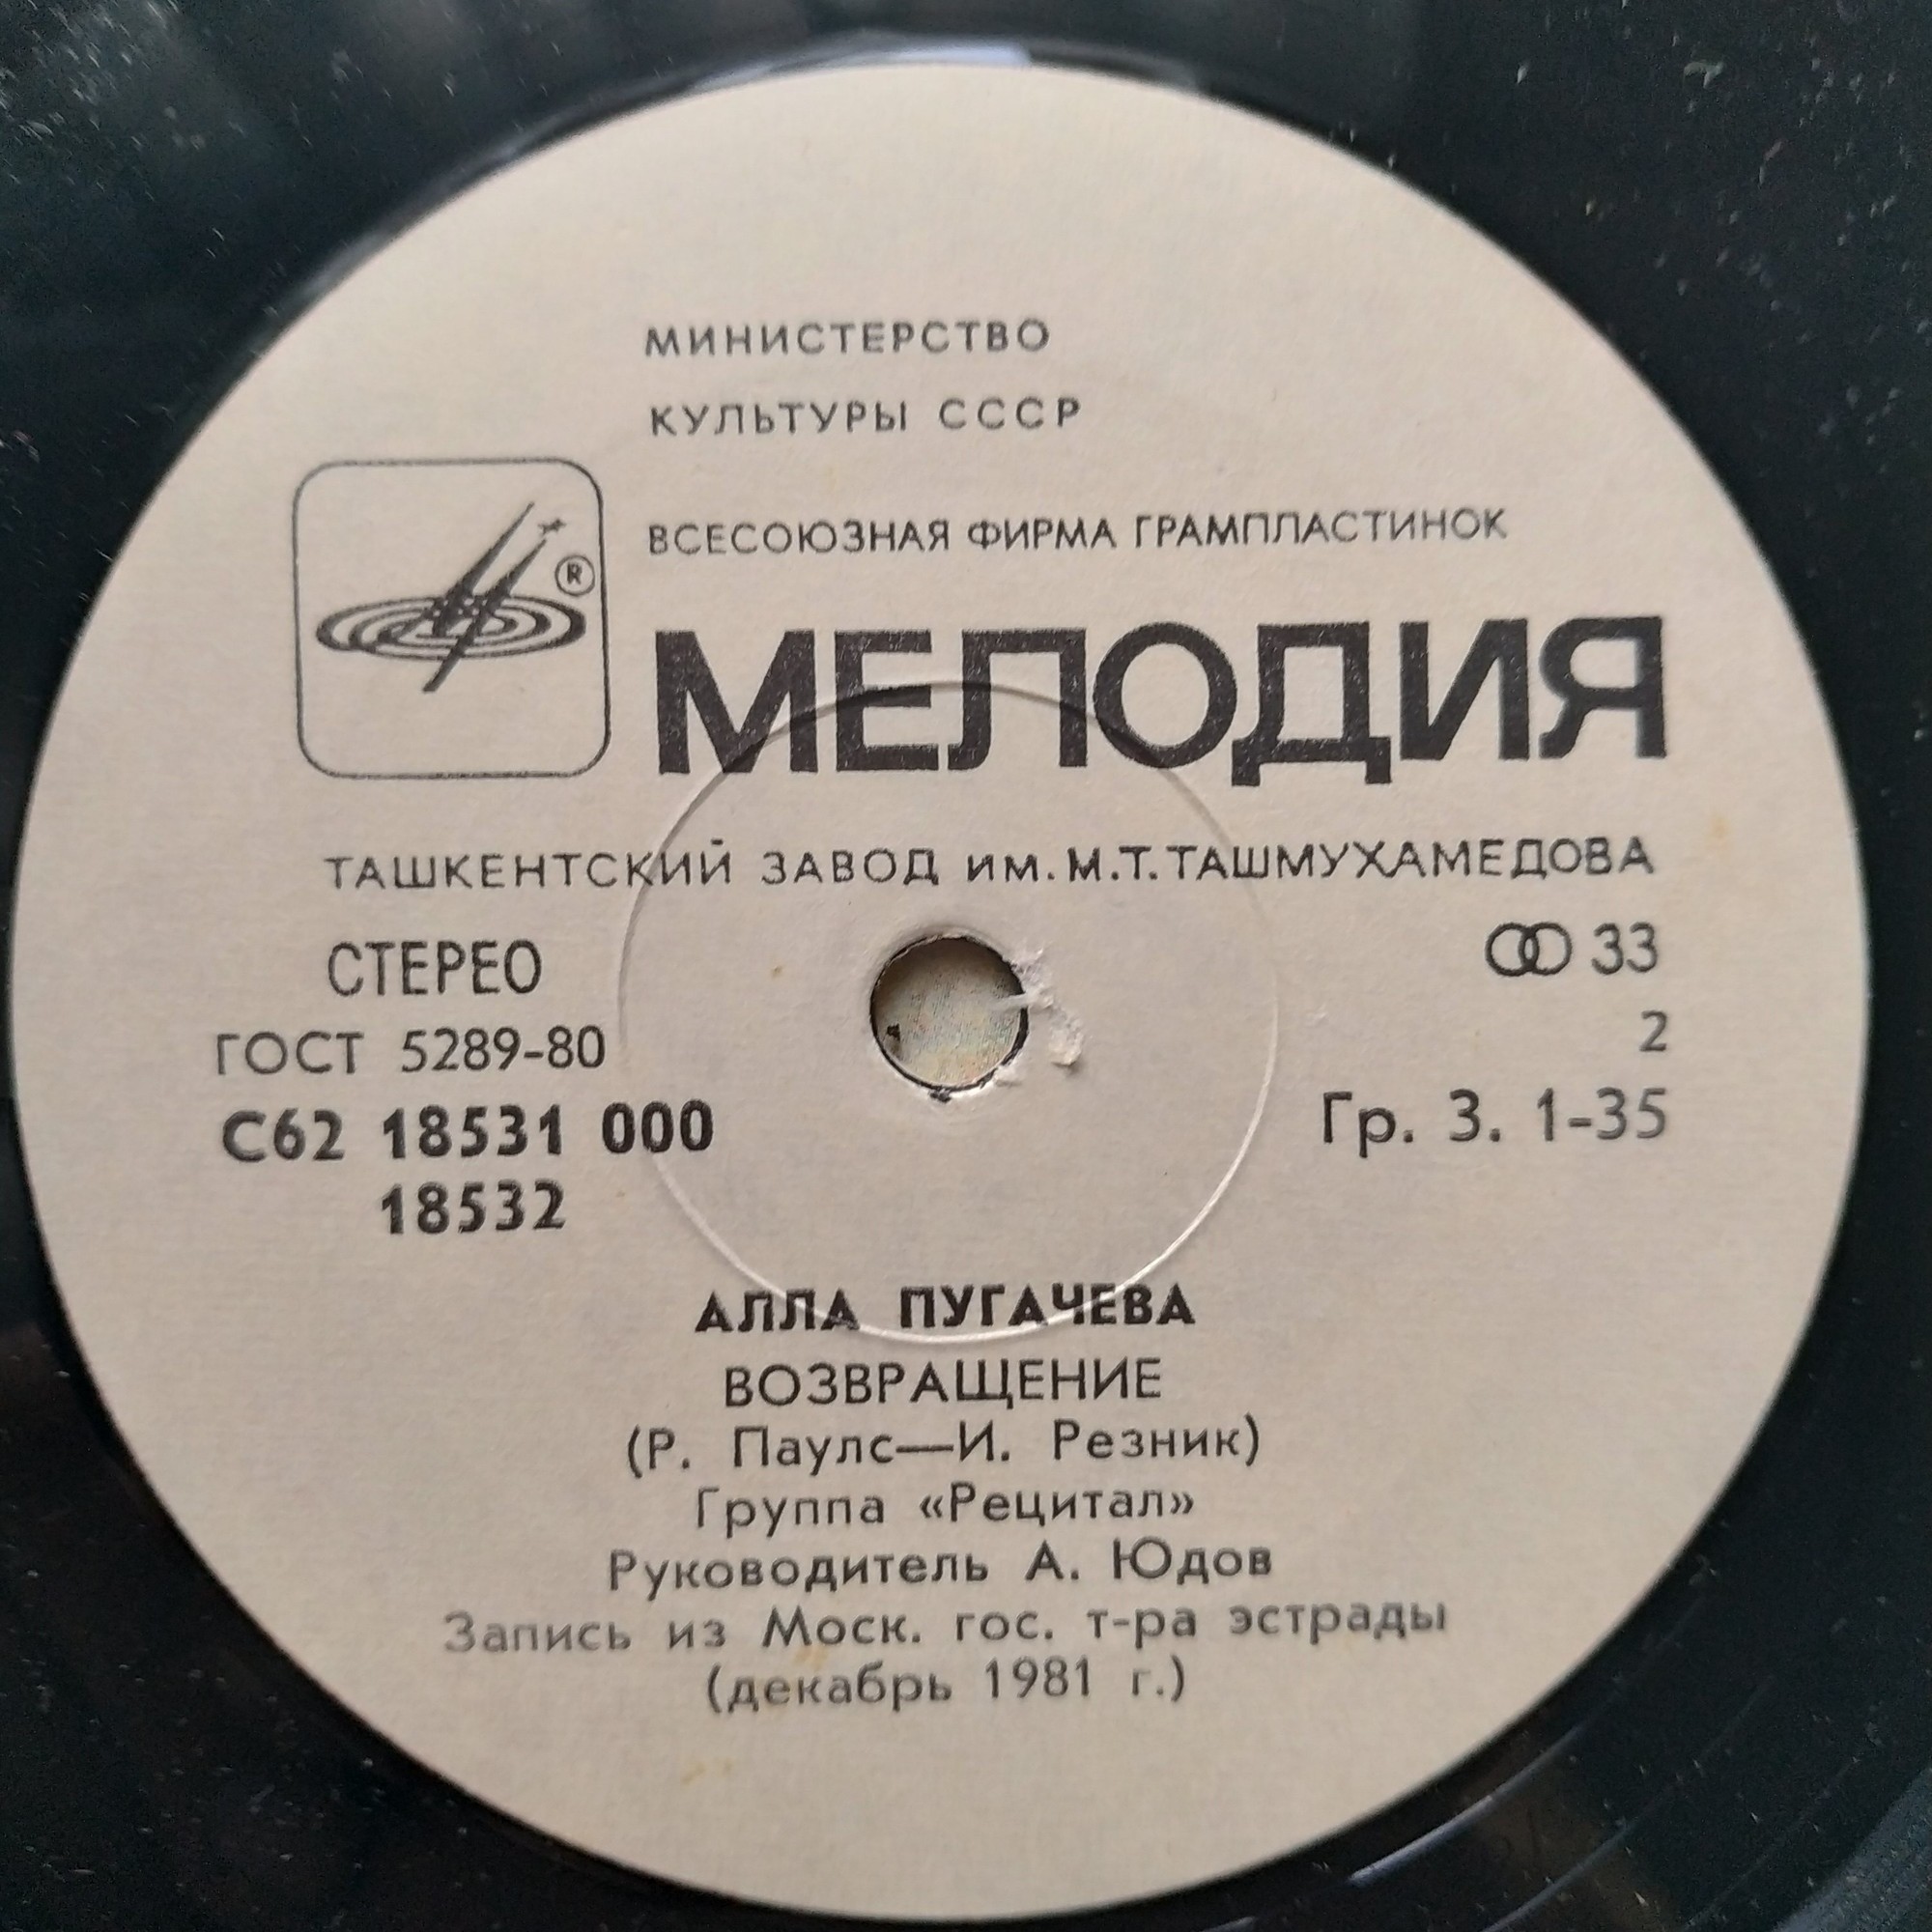 МИНИСТЕРСТВО
КУЛЬТУРЫ СССР
ВСЕСОЮЗНАЯ ФИРМА ГРАМПЛАСТИНОК
®
МЕЛОДИЯ
ТАШКЕНТСКИЙ ЗАВОД им. М.Т. ТАШМУХАМЕДОВА
СТЕРЕО 33
ГОСТ 5289-80 2
С62 18531 000 Гр. 3. 1-35
18532
АЛЛА ПУГАЧЕВА
ВОЗВРАЩЕНИЕ
(Р. Паулс—И. Резник)
Группа «Рецитал»
Руководитель А. Юдов
Запись из Моск. гос. т-ра эстрады
(декабрь 1981 г.)